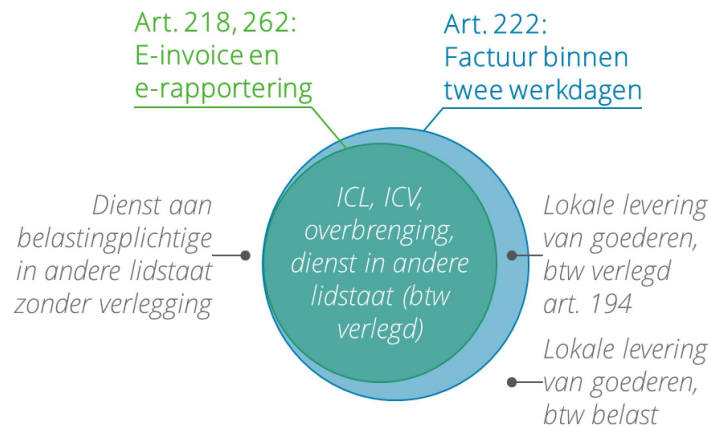 Art. 218, 262:
E-invoice en
e-rapportering
Art. 222:
Factuur binnen
twee werkdagen
Dienst aan
belastingplichtige
in andere lidstaat
zonder verlegging
ICL, ICV,
overbrenging,
dienst in andere
lidstaat (btw
verlegd)
Lokale levering
van goederen,
btw verlegd
art. 194
Lokale levering
van goederen,
btw belast